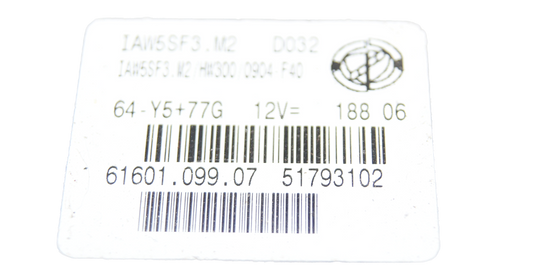 IAW5SF3.M2 D032
IAW5SF3.M2/HW300 0904 F40
64-Y5+77G 12V= 188 06
61601.099.07 51793102